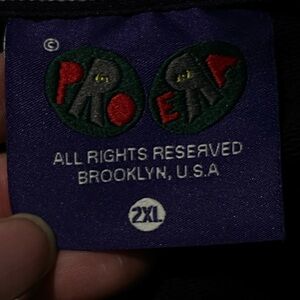 ©
PRO ERA
ALL RIGHTS RESERVED
BROOKLYN, U.S.A
2XL